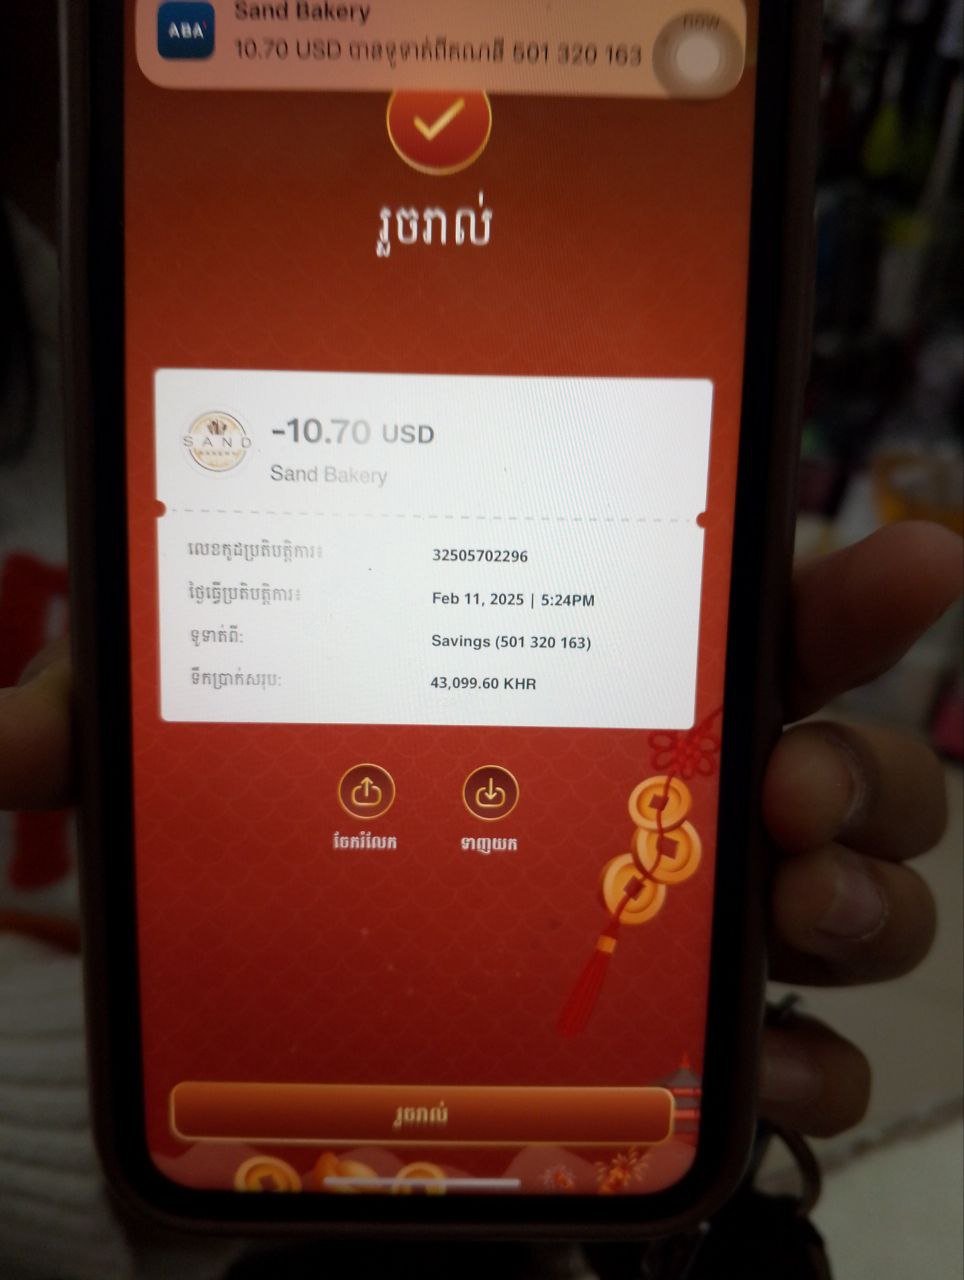 Sand Bakery
now
ABA'
10.70 USD បានទូទាត់ពីគណនី 501 320 163
រួចរាល់
-10.70 USD
SAND
BAKERY
Sand Bakery
លេខកូដប្រតិបត្តិការ៖ 32505702296
ថ្ងៃធ្វើប្រតិបត្តិការ៖ Feb 11, 2025 | 5:24PM
ទូទាត់ពី: Savings (501 320 163)
ទឹកប្រាក់សរុប: 43,099.60 KHR
ចែករំលែក ទាញយក
រួចរាល់